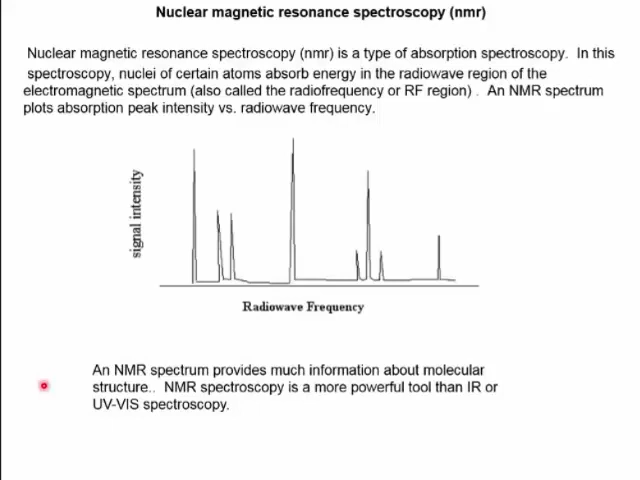 Nuclear magnetic resonance spectroscopy (nmr)
Nuclear magnetic resonance spectroscopy (nmr) is a type of absorption spectroscopy. In this
spectroscopy, nuclei of certain atoms absorb energy in the radiowave region of the
electromagnetic spectrum (also called the radiofrequency or RF region) . An NMR spectrum
plots absorption peak intensity vs. radiowave frequency.
signal intensity
Radiowave Frequency
An NMR spectrum provides much information about molecular
structure.. NMR spectroscopy is a more powerful tool than IR or
UV-VIS spectroscopy.